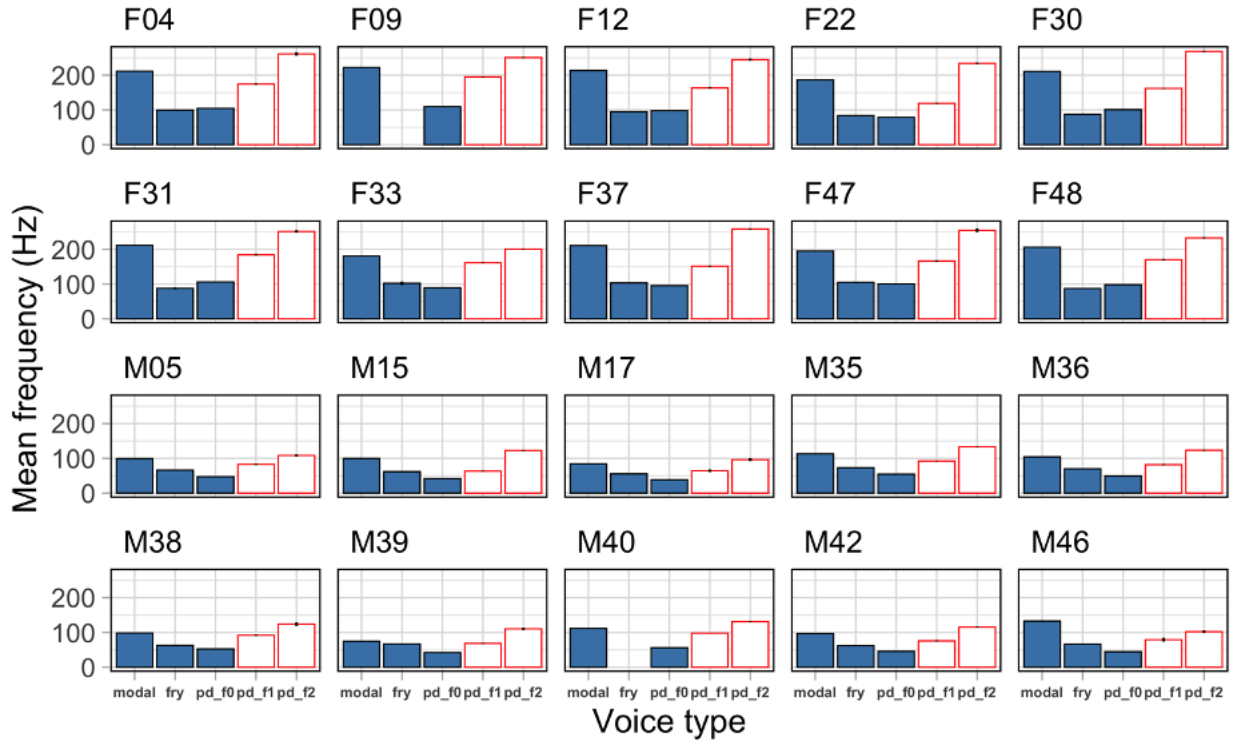 F04 F09 F12 F22 F30
200
100
0
F31 F33 F37 F47 F48
200
100
0
Mean frequency (Hz)
M05 M15 M17 M35 M36
200
100
0
M38 M39 M40 M42 M46
200
100
0
modal fry pd_f0 pd_f1 pd_f2 modal fry pd_f0 pd_f1 pd_f2 modal fry pd_f0 pd_f1 pd_f2 modal fry pd_f0 pd_f1 pd_f2 modal fry pd_f0 pd_f1 pd_f2
Voice type